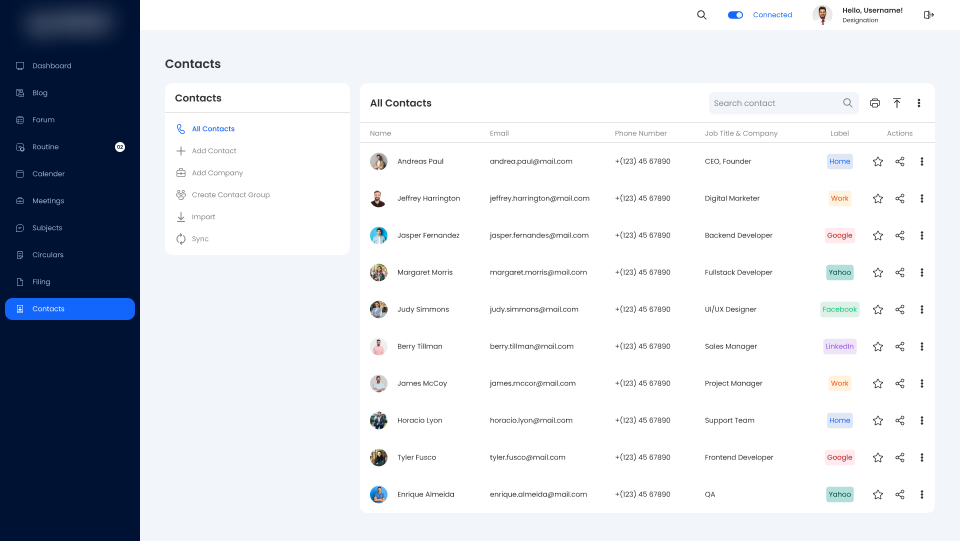 Connected
Hello, Username!
Designation
Dashboard
Blog
Forum
Routine 02
Calender
Meetings
Subjects
Circulars
Filing
Contacts
Contacts
Contacts
All Contacts
Add Contact
Add Company
Create Contact Group
Import
Sync
All Contacts
Search contact
Name Email Phone Number Job Title & Company Label Actions
Andreas Paul andrea.paul@mail.com +(123) 45 67890 CEO, Founder Home
Jeffrey Harrington jeffrey.harrington@mail.com +(123) 45 67890 Digital Marketer Work
Jasper Fernandez jasper.fernandes@mail.com +(123) 45 67890 Backend Developer Google
Margaret Morris margaret.morris@mail.com +(123) 45 67890 Fullstack Developer Yahoo
Judy Simmons judy.simmons@mail.com +(123) 45 67890 UI/UX Designer Facebook
Berry Tillman berry.tillman@mail.com +(123) 45 67890 Sales Manager LinkedIn
James McCoy james.mccor@mail.com +(123) 45 67890 Project Manager Work
Horacio Lyon horacio.lyon@mail.com +(123) 45 67890 Support Team Home
Tyler Fusco tyler.fusco@mail.com +(123) 45 67890 Frontend Developer Google
Enrique Almeida enrique.almeida@mail.com +(123) 45 67890 QA Yahoo